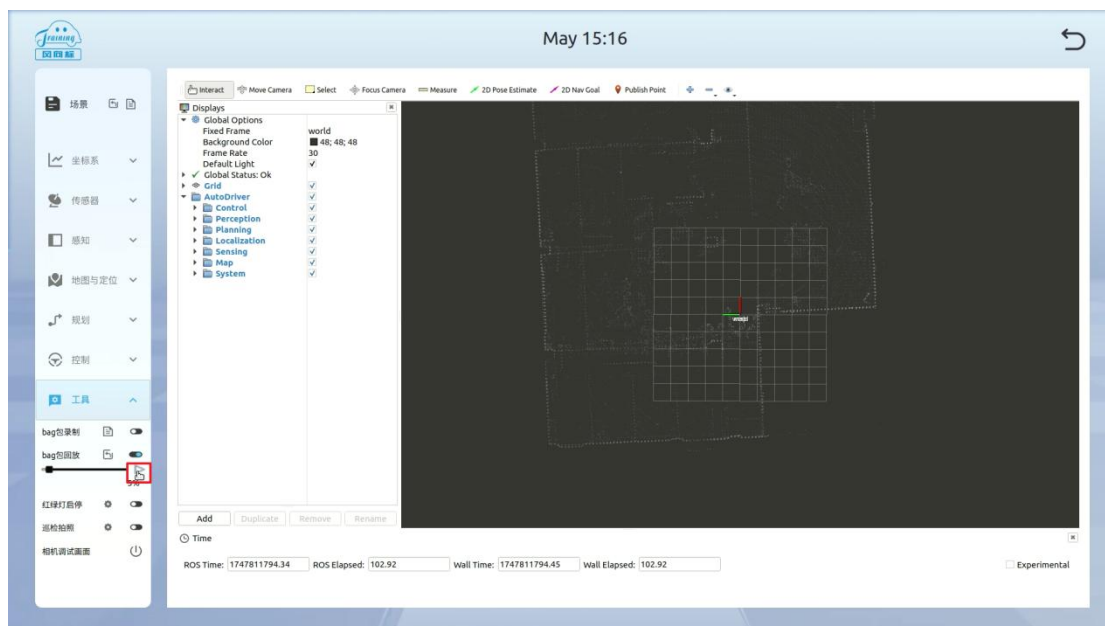 May 15:16
Training
风向标
场景
坐标系
传感器
感知
地图与定位
规划
控制
工具
bag包录制
bag包回放
5%
红绿灯启停
巡检拍照
相机调试画面
Interact Move Camera Select Focus Camera Measure 2D Pose Estimate 2D Nav Goal Publish Point
Displays
Global Options
Fixed Frame world
Background Color 48; 48; 48
Frame Rate 30
Default Light
Global Status: Ok
Grid
AutoDriver
Control
Perception
Planning
Localization
Sensing
Map
System
Add Duplicate Remove Rename
Time
ROS Time: 1747811794.34 ROS Elapsed: 102.92 Wall Time: 1747811794.45 Wall Elapsed: 102.92 Experimental